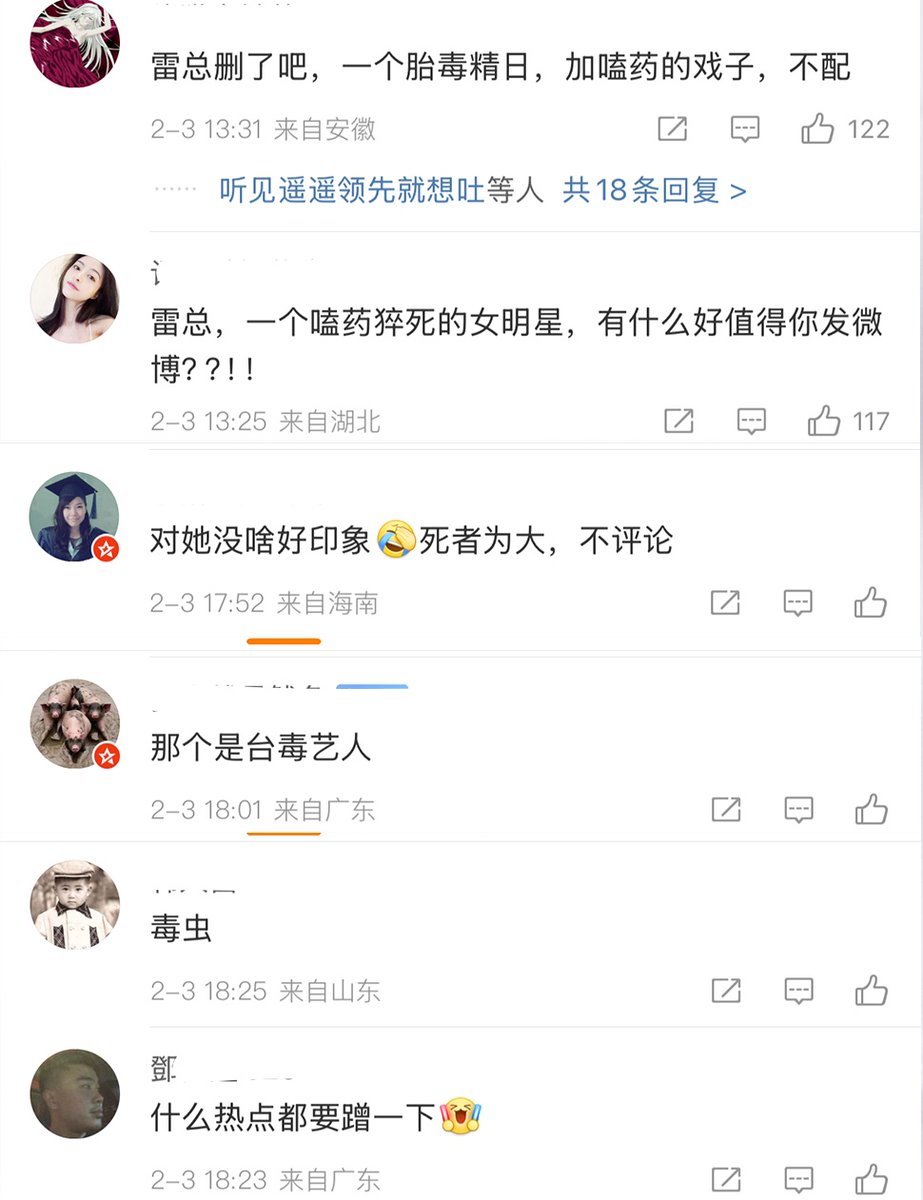 雷总删了吧，一个胎毒精日，加嗑药的戏子，不配
2-3 13:31 来自安徽
122
······ 听见遥遥领先就想吐等人 共18条回复 >
雷总，一个嗑药猝死的女明星，有什么好值得你发微
博??!!
2-3 13:25 来自湖北
117
对她没啥好印象🤣死者为大，不评论
2-3 17:52 来自海南
那个是台毒艺人
2-3 18:01 来自广东
毒虫
2-3 18:25 来自山东
鄧
什么热点都要蹭一下
2-3 18:23 来自广东